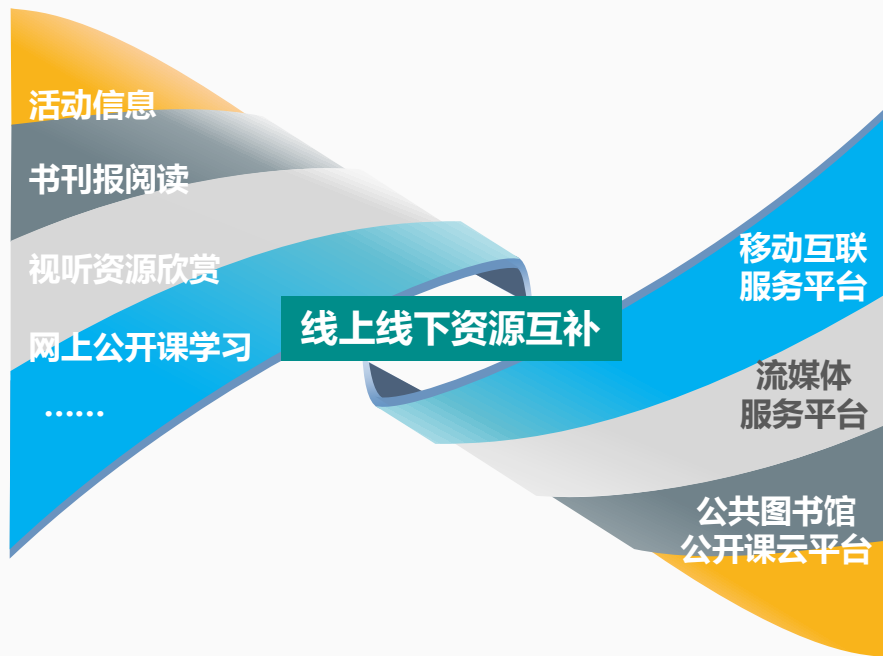 活动信息
书刊报阅读
视听资源欣赏
网上公开课学习
……
线上线下资源互补
移动互联
服务平台
流媒体
服务平台
公共图书馆
公开课云平台